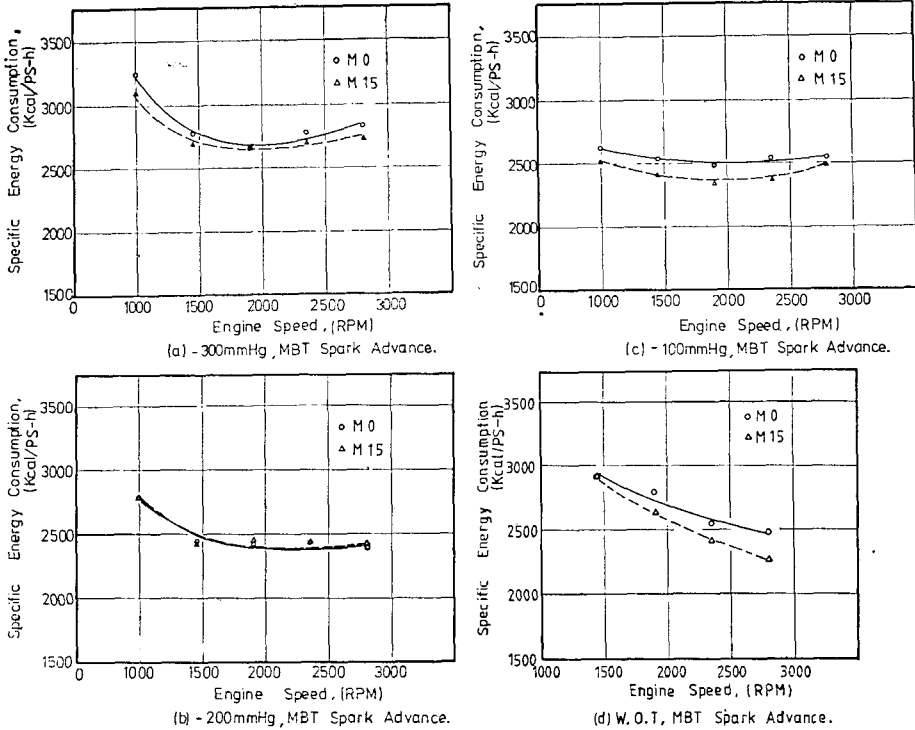 Specific Energy Consumption,
(Kcal/PS-h)
3500
3000
2500
2000
1500
0
1000
1500
2000
2500
3000
○ M 0
△ M 15
Engine Speed, (RPM)
(a) -300mmHg, MBT Spark Advance.
Specific Energy Consumption,
(Kcal/PS-h)
3500
3000
2500
2000
1500
0
1000
1500
2000
2500
3000
○ M 0
△ M 15
Engine Speed, (RPM)
(c) -100mmHg, MBT Spark Advance.
Specific Energy Consumption,
(Kcal/PS-h)
3500
3000
2500
2000
1500
0
1000
1500
2000
2500
3000
○ M 0
△ M 15
Engine Speed, (RPM)
(b) -200mmHg, MBT Spark Advance.
Specific Energy Consumption
(Kcal/PS-h)
3500
3000
2500
2000
1500
1000
1500
2000
2500
3000
○ M 0
△ M 15
Engine Speed, (RPM)
(d) W.O.T, MBT Spark Advance.